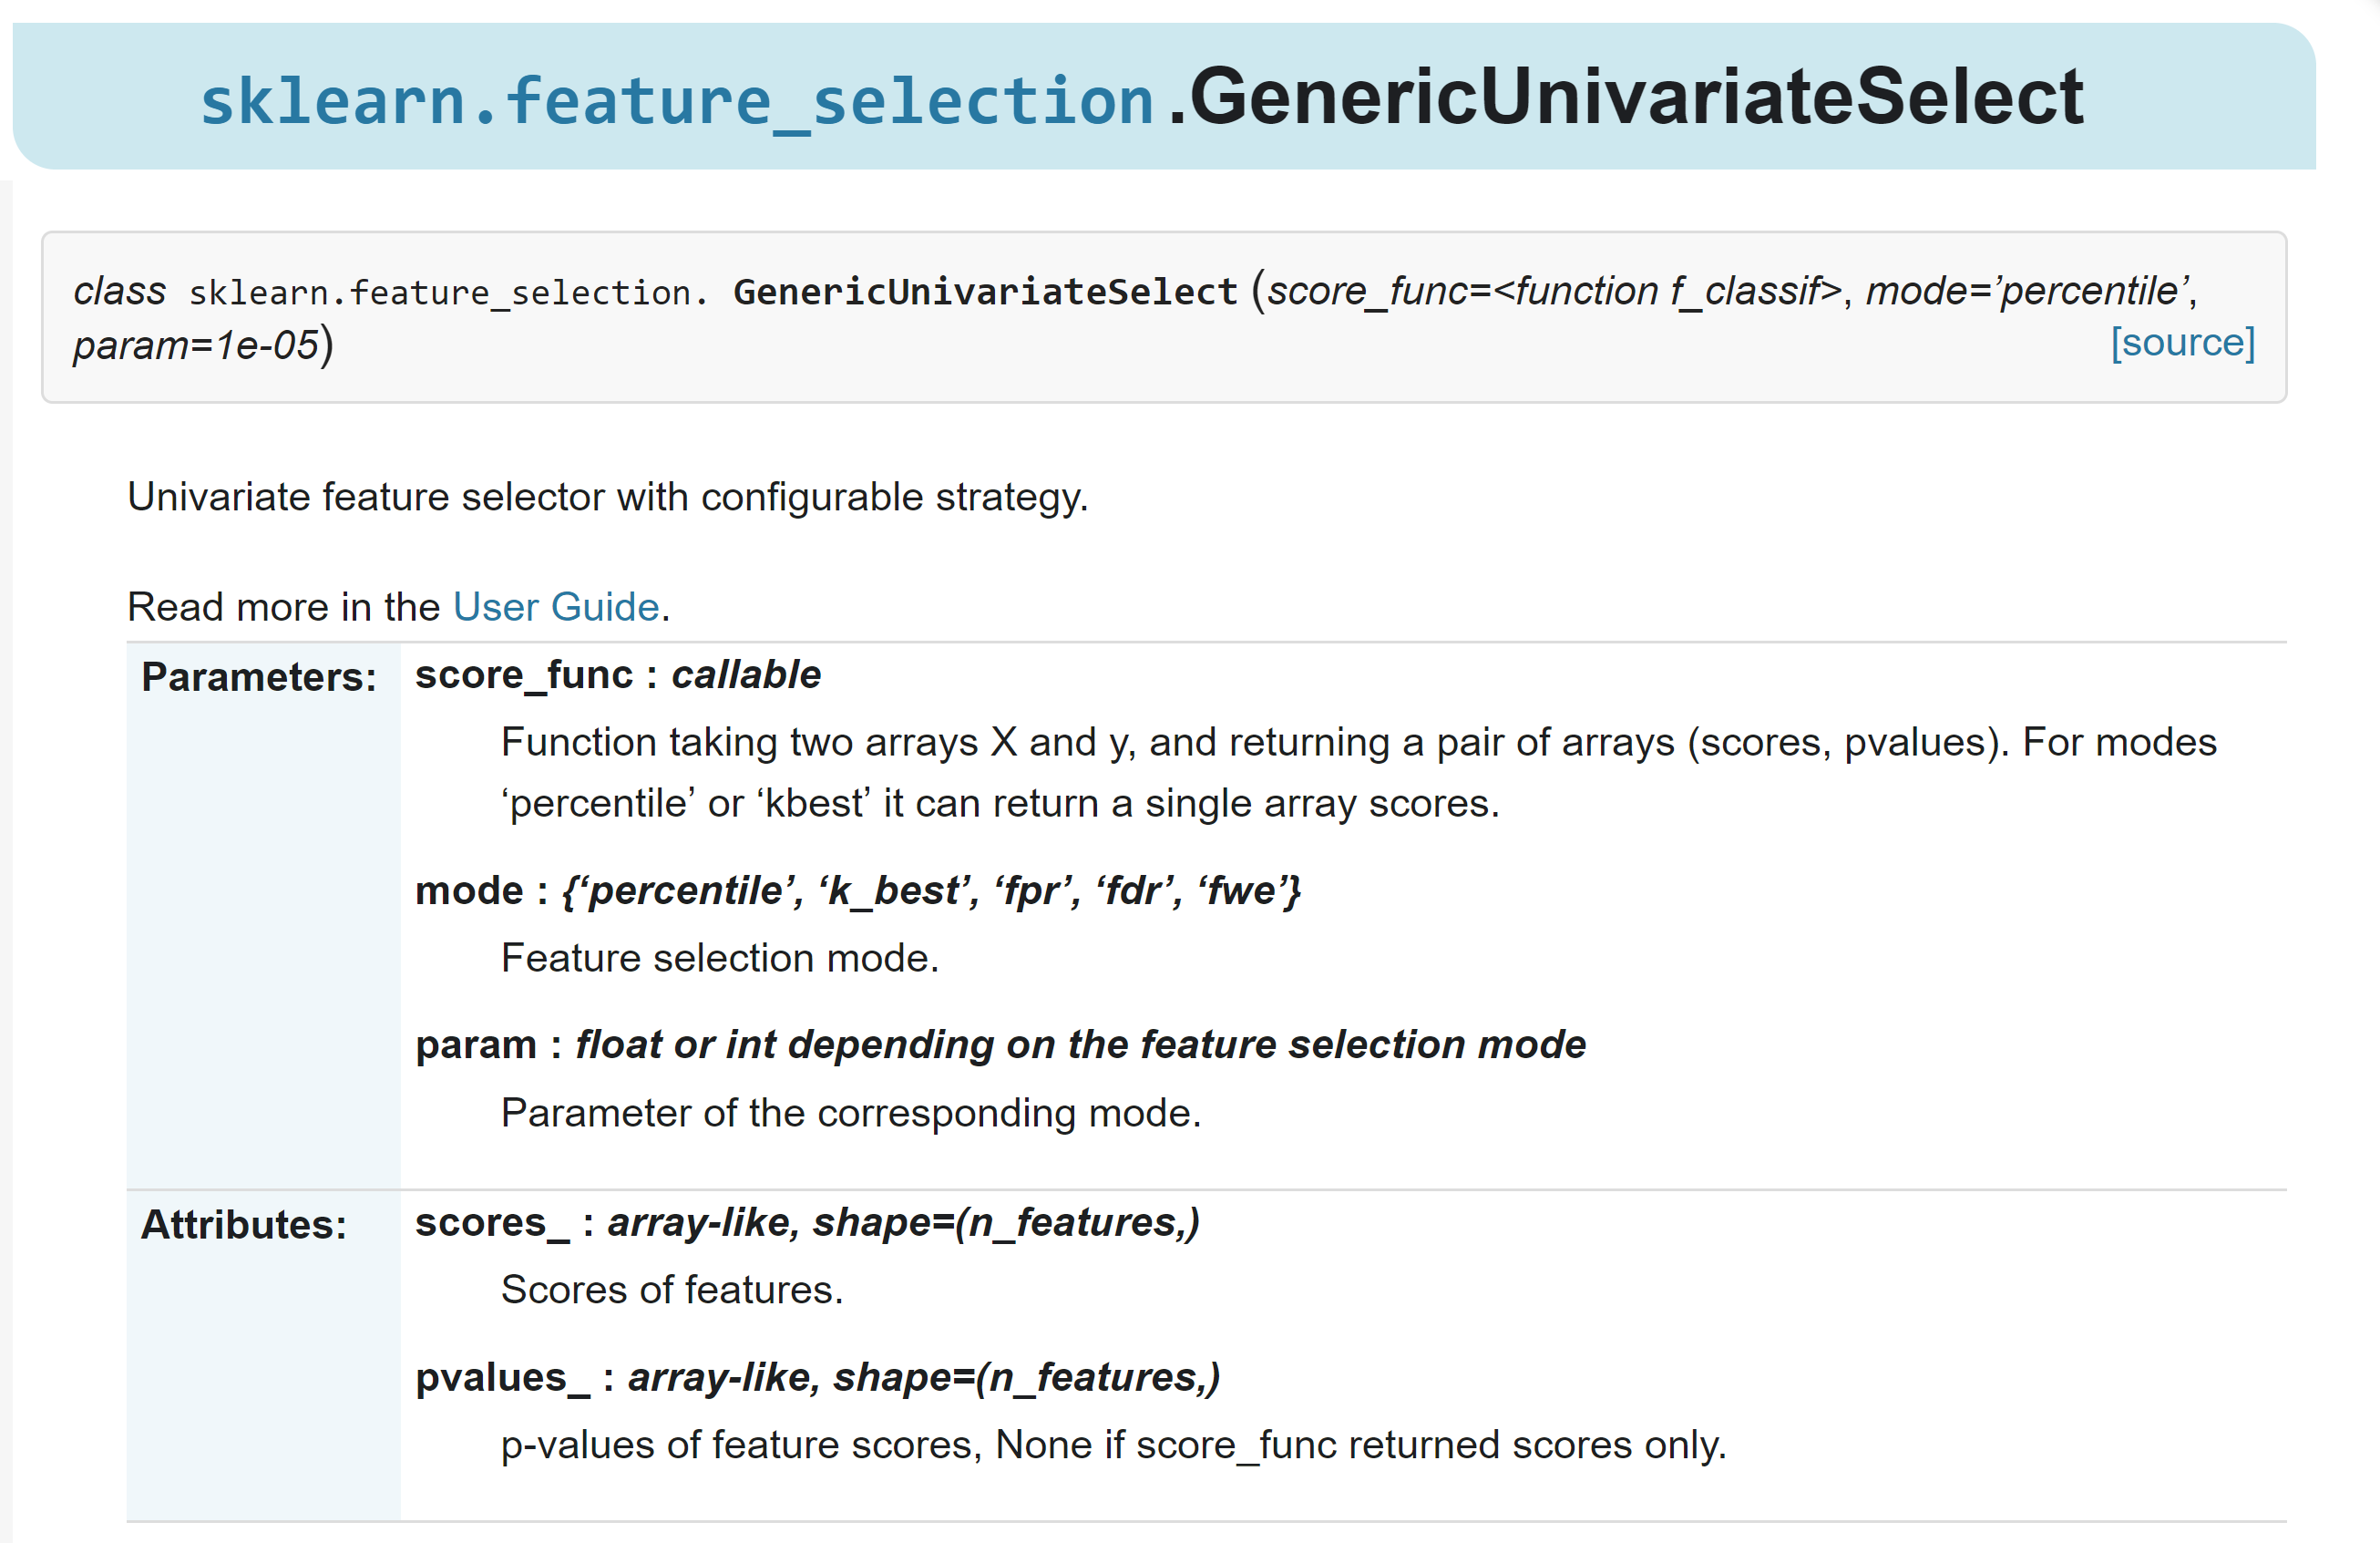 sklearn.feature_selection.GenericUnivariateSelect
class sklearn.feature_selection. GenericUnivariateSelect (score_func=<function f_classif>, mode=’percentile’,
param=1e-05) [source]
Univariate feature selector with configurable strategy.
Read more in the User Guide.
Parameters: score_func : callable
Function taking two arrays X and y, and returning a pair of arrays (scores, pvalues). For modes
‘percentile’ or ‘kbest’ it can return a single array scores.
mode : {‘percentile’, ‘k_best’, ‘fpr’, ‘fdr’, ‘fwe’}
Feature selection mode.
param : float or int depending on the feature selection mode
Parameter of the corresponding mode.
Attributes: scores_ : array-like, shape=(n_features,)
Scores of features.
pvalues_ : array-like, shape=(n_features,)
p-values of feature scores, None if score_func returned scores only.